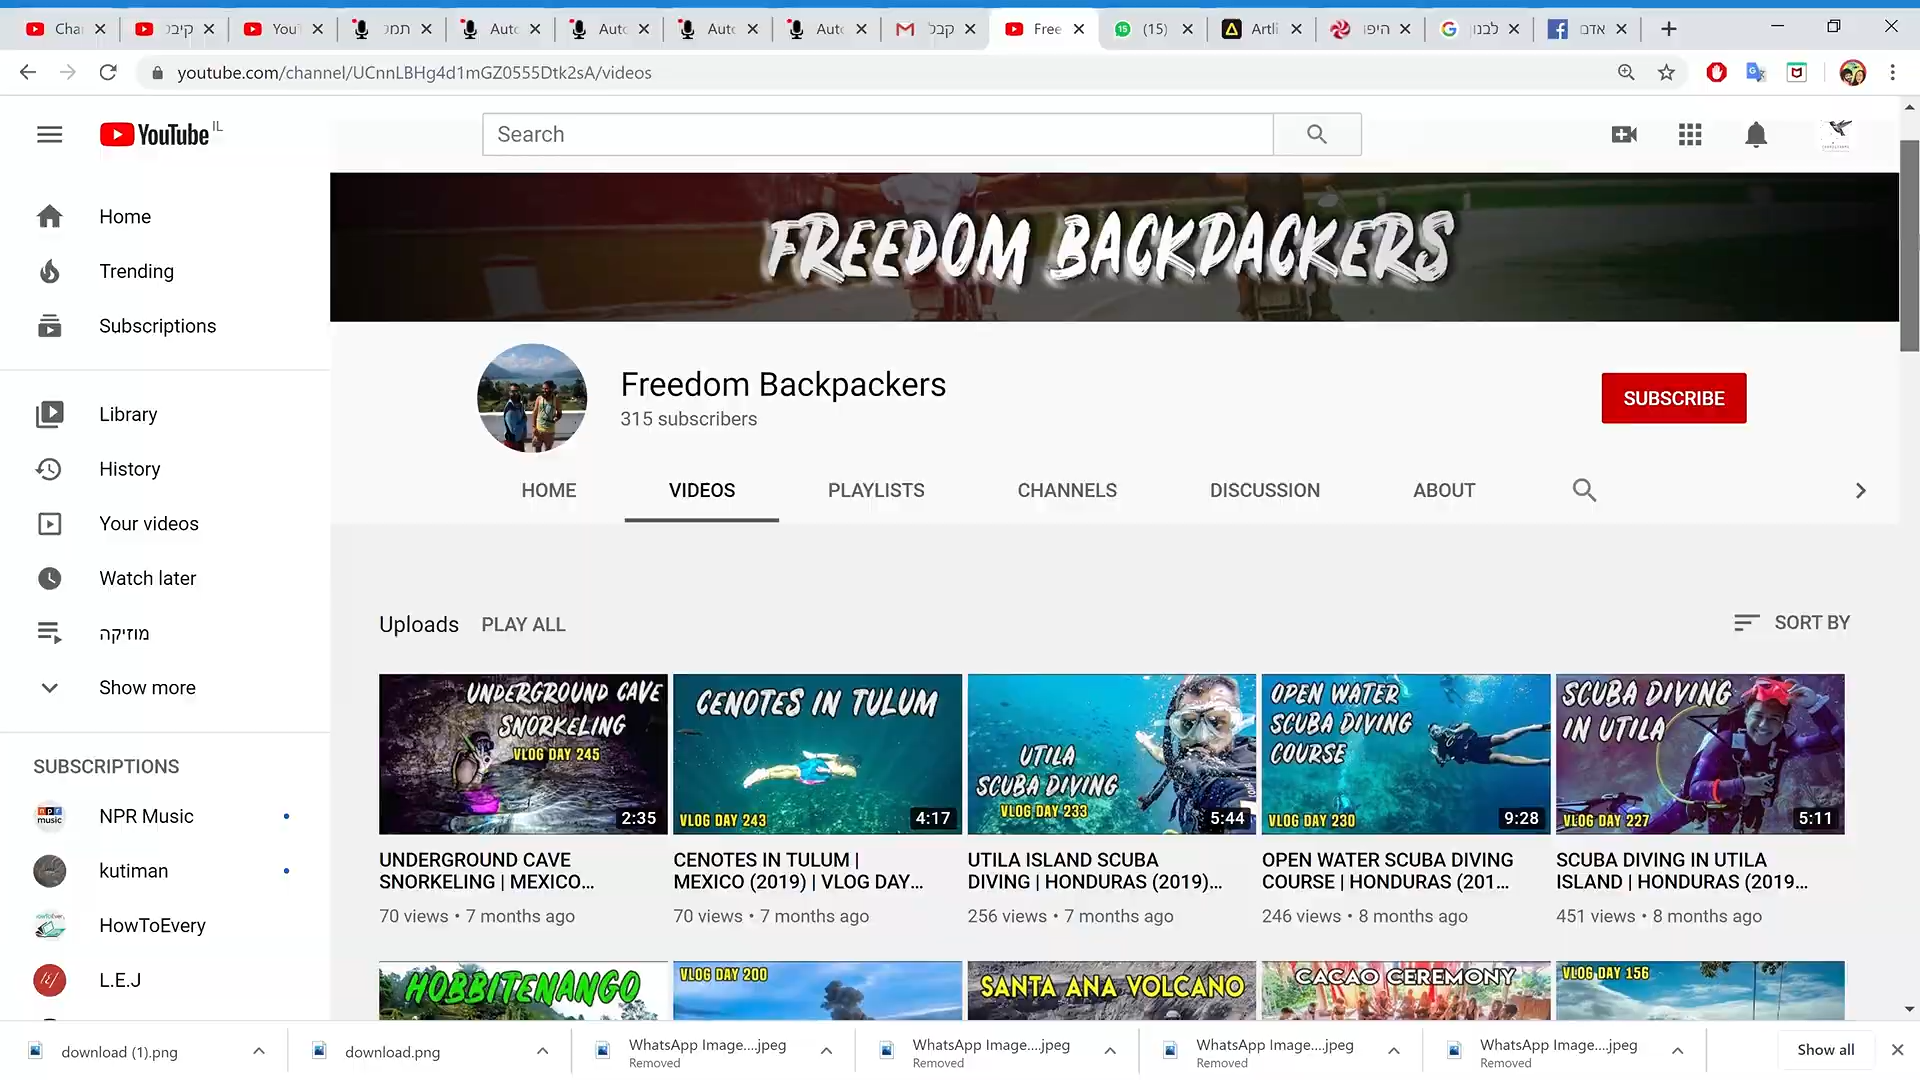 Cha
קיבל
YouT
תמל
Auto
Auto
Auto
Auto
קבל
Free
(15)
Artli
היפו
לבנון
אדם
youtube.com/channel/UCnnLBHg4d1mGZ0555Dtk2sA/videos
YouTube IL
Search
Home
Trending
Subscriptions
Library
History
Your videos
Watch later
מוזיקה
Show more
SUBSCRIPTIONS
NPR Music
kutiman
HowToEvery
L.E.J
FREEDOM BACKPACKERS
Freedom Backpackers
315 subscribers
SUBSCRIBE
HOME VIDEOS PLAYLISTS CHANNELS DISCUSSION ABOUT
Uploads PLAY ALL
SORT BY
UNDERGROUND CAVE
SNORKELING
VLOG DAY 245
2:35
UNDERGROUND CAVE
SNORKELING | MEXICO...
70 views • 7 months ago
CENOTES IN TULUM
VLOG DAY 243
4:17
CENOTES IN TULUM |
MEXICO (2019) | VLOG DAY...
70 views • 7 months ago
UTILA
SCUBA DIVING
VLOG DAY 233
5:44
UTILA ISLAND SCUBA
DIVING | HONDURAS (2019)...
256 views • 7 months ago
OPEN WATER
SCUBA DIVING
COURSE
VLOG DAY 230
9:28
OPEN WATER SCUBA DIVING
COURSE | HONDURAS (201...
246 views • 8 months ago
SCUBA DIVING
IN UTILA
VLOG DAY 227
5:11
SCUBA DIVING IN UTILA
ISLAND | HONDURAS (2019...
451 views • 8 months ago
HOBBITENANGO
VLOG DAY 200
SANTA ANA VOLCANO
CACAO CEREMONY
VLOG DAY 156
download (1).png
download.png
WhatsApp Image....jpeg
Removed
WhatsApp Image....jpeg
Removed
WhatsApp Image....jpeg
Removed
WhatsApp Image....jpeg
Removed
Show all